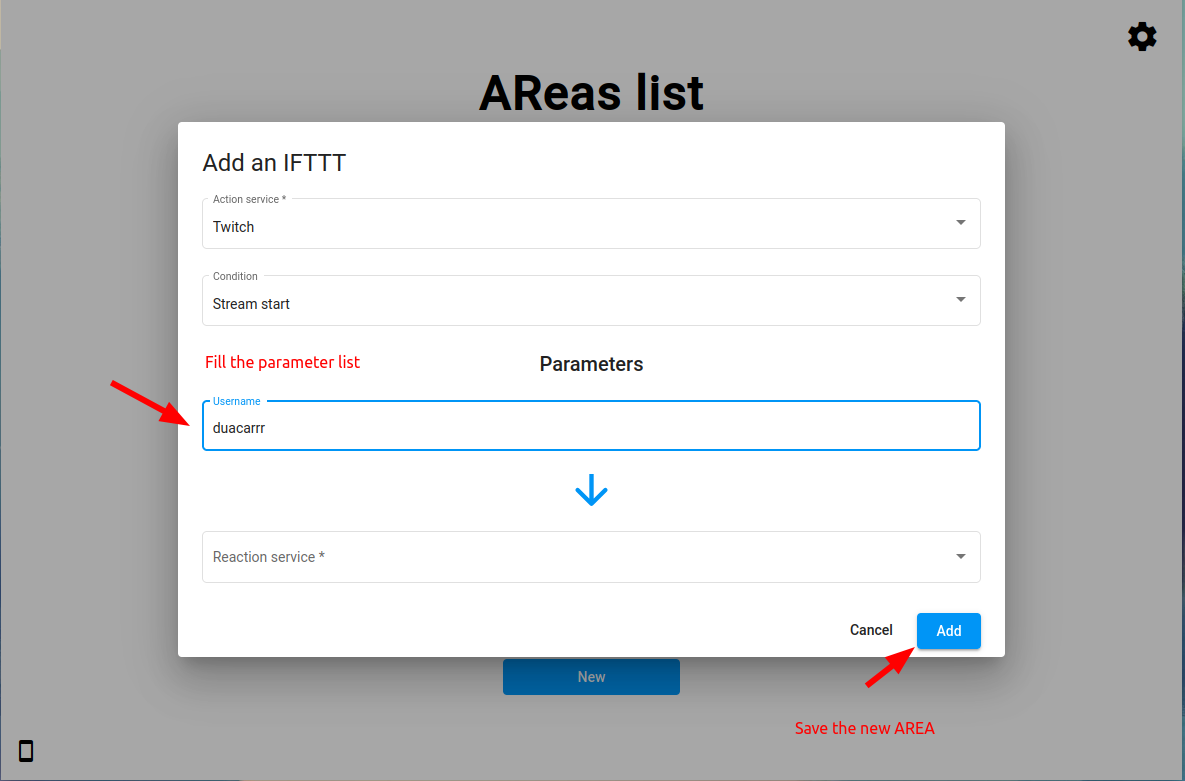 AReas list
Add an IFTTT
Action service *
Twitch
Condition
Stream start
Fill the parameter list
Parameters
Username
duacarrr
Reaction service *
Cancel
Add
New
Save the new AREA